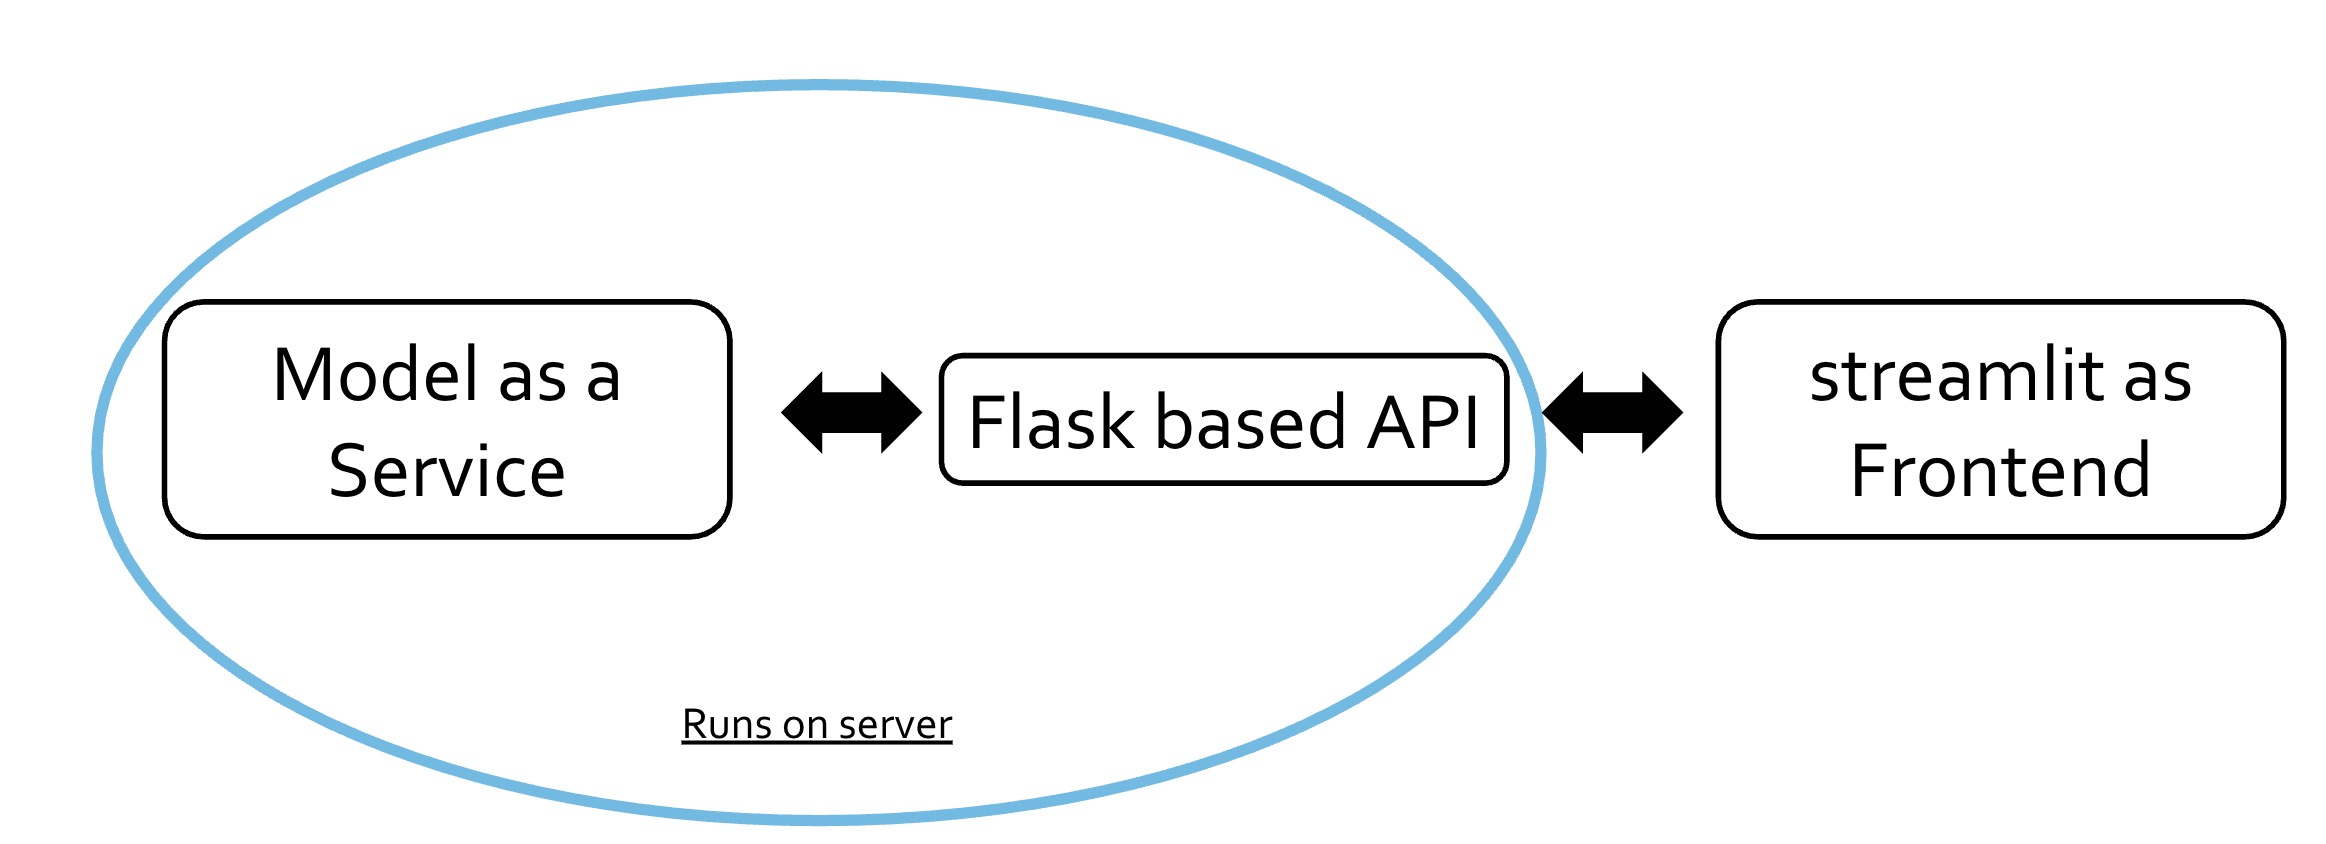 Model as a
Service
Flask based API
streamlit as
Frontend
Runs on server